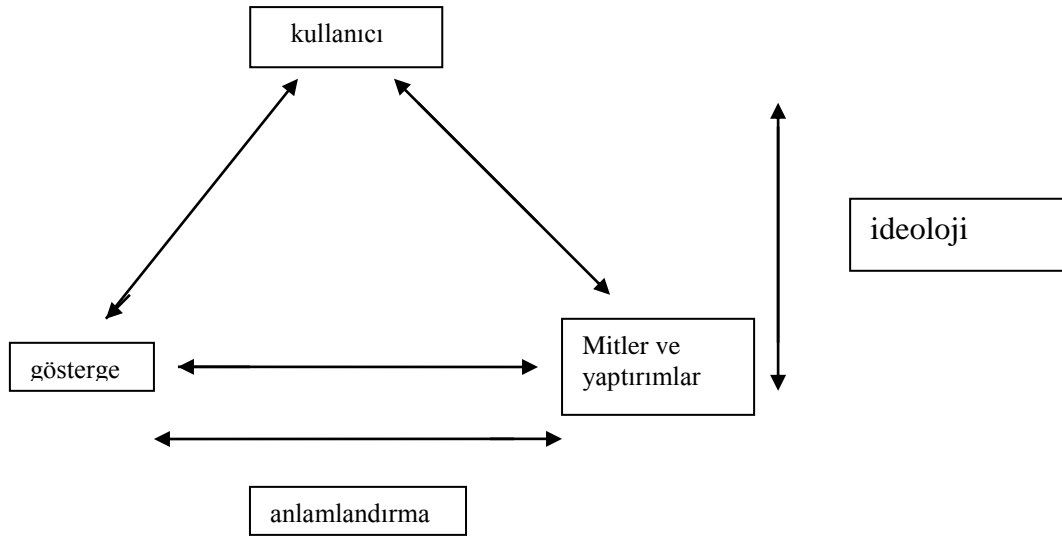 kullanıcı
ideoloji
gösterge
Mitler ve
yaptırımlar
anlamlandırma